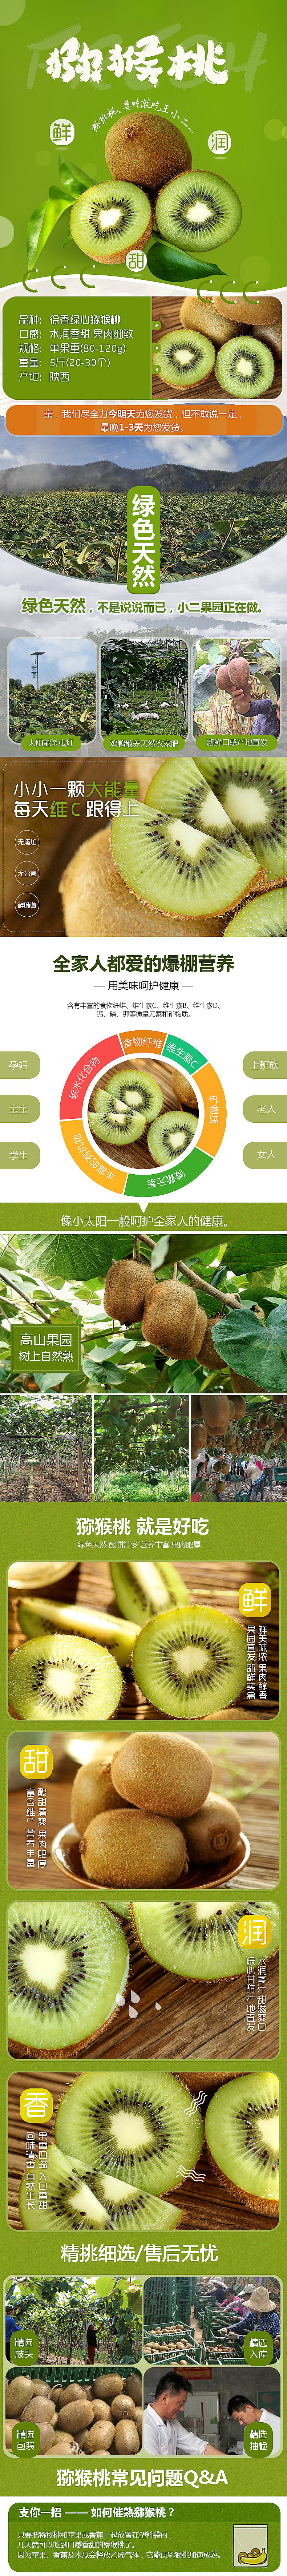 FRESH
猕猴桃
猕猴桃，要吃就吃王小二
鲜
润
甜
品种：徐香绿心猕猴桃
口感：水润香甜 果肉细致
规格：单果重(80-120g)
重量：5斤(20-30个)
产地：陕西
亲，我们尽全力今明天为您发货，但不敢说一定，
最晚1-3天为您发货。
绿色天然
绿色天然，不是说说而已，小二果园正在做。
太阳能杀虫灯
鸡鸭散养天然农家肥
新鲜口感产地直发
小小一颗大能量
每天维C 跟得上
无添加
无公害
鲜嫩滴
全家人都爱的爆棚营养
— 用美味呵护健康 —
含有丰富的食物纤维、维生素C、维生素B、维生素D、
钙、磷、钾等微量元素和矿物质。
食物纤维
维生素C
矿物质
微量元素
丰富的有机物
碳水化合物
孕妇
宝宝
学生
上班族
老人
女人
像小太阳一般呵护全家人的健康。
高山果园
树上自然熟
猕猴桃 就是好吃
绿色天然 酸甜汁多 营养丰富 果肉肥厚
鲜
鲜美味浓 果肉醇香
果园直发 新鲜实惠
甜
酸甜清爽 果肉肥厚
富含维C 营养丰富
润
水润多汁 甜滋爽口
绿心甘甜 产地直发
香
果香四溢 入口香甜
回味清香 自然生长
精挑细选/售后无忧
精选
枝头
精选
入库
精选
包装
精选
抽检
猕猴桃常见问题Q&A
支你一招 —— 如何催熟猕猴桃？
只要把猕猴桃和苹果或香蕉一起放置在塑料袋内，
几天就可以吃到口感香甜的猕猴桃了。
因为苹果、香蕉及木瓜会释放乙烯气体，它能使猕猴桃加速成熟。